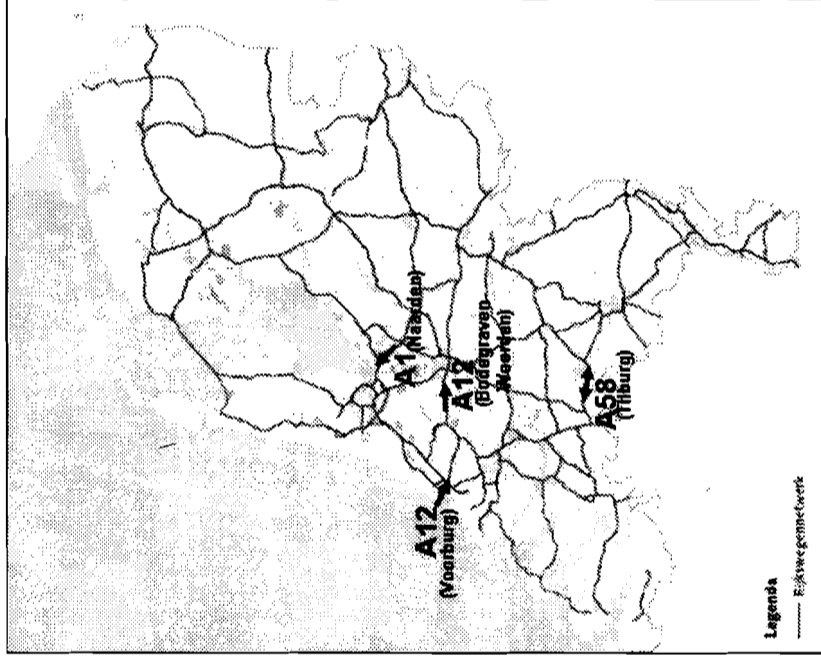 A1 (Naarden)
A12
(Bodegraven
Woerden)
A12
(Voorburg)
A58
(Tilburg)
Legenda
Rijkswegennetwerk